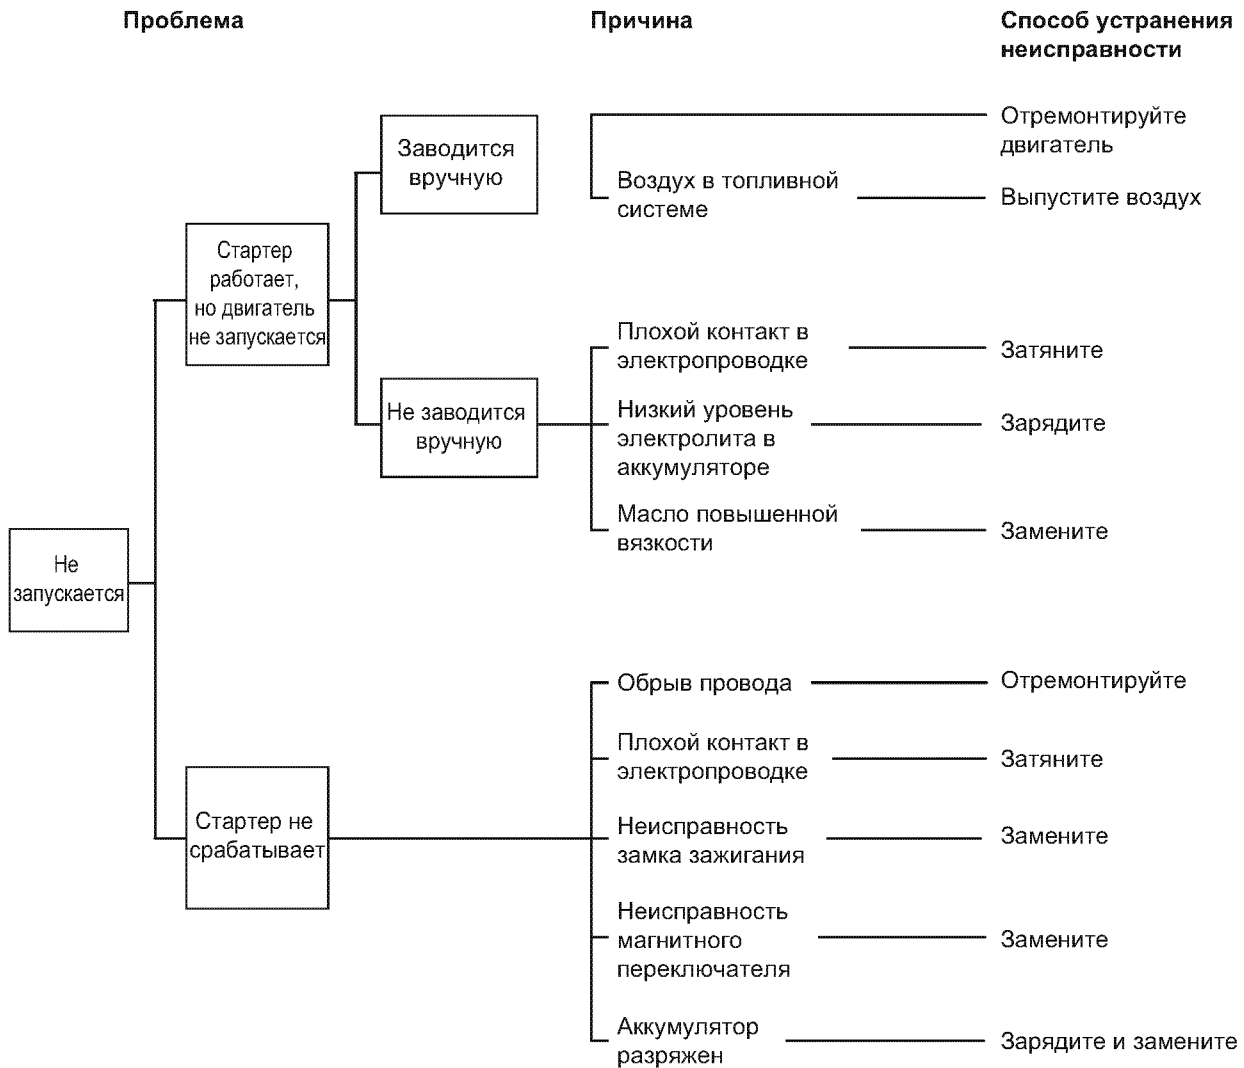 Проблема
Причина
Способ устранения
неисправности
Заводится
вручную
Отремонтируйте
двигатель
Воздух в топливной
системе
Выпустите воздух
Стартер
работает,
но двигатель
не запускается
Не заводится
вручную
Плохой контакт в
электропроводке
Затяните
Низкий уровень
электролита в
аккумуляторе
Зарядите
Масло повышенной
вязкости
Замените
Не
запускается
Стартер не
срабатывает
Обрыв провода
Отремонтируйте
Плохой контакт в
электропроводке
Затяните
Неисправность
замка зажигания
Замените
Неисправность
магнитного
переключателя
Замените
Аккумулятор
разряжен
Зарядите и замените